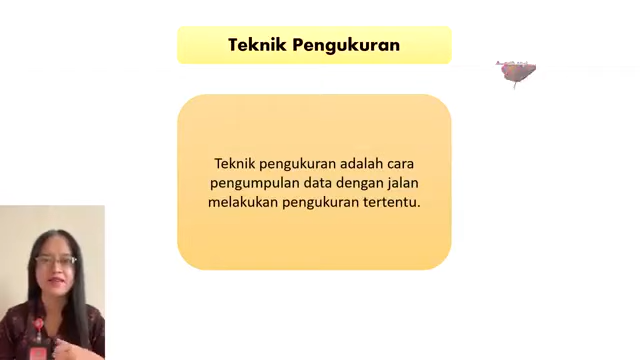 Teknik Pengukuran
Teknik pengukuran adalah cara
pengumpulan data dengan jalan
melakukan pengukuran tertentu.